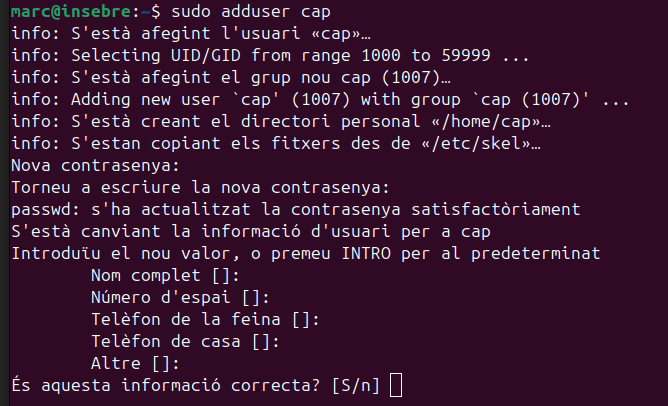 marc@insebre:~$ sudo adduser cap
info: S'està afegint l'usuari «cap»…
info: Selecting UID/GID from range 1000 to 59999 ...
info: S'està afegint el grup nou cap (1007)…
info: Adding new user `cap' (1007) with group `cap (1007)' ...
info: S'està creant el directori personal «/home/cap»…
info: S'estan copiant els fitxers des de «/etc/skel»…
Nova contrasenya:
Torneu a escriure la nova contrasenya:
passwd: s'ha actualitzat la contrasenya satisfactòriament
S'està canviant la informació d'usuari per a cap
Introduïu el nou valor, o premeu INTRO per al predeterminat
Nom complet []:
Número d'espai []:
Telèfon de la feina []:
Telèfon de casa []:
Altre []:
És aquesta informació correcta? [S/n]